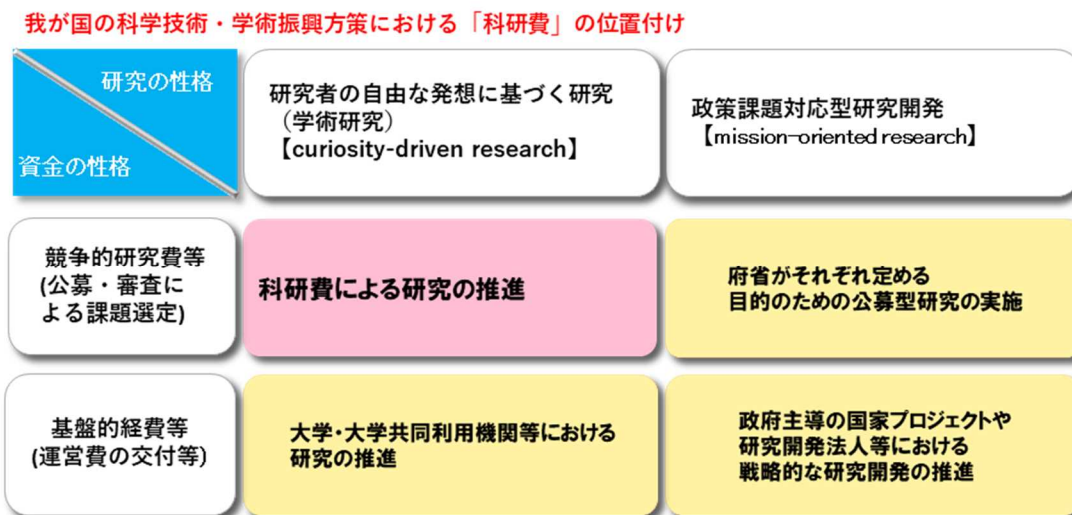 我が国の科学技術・学術振興方策における「科研費」の位置付け
研究の性格
資金の性格
研究者の自由な発想に基づく研究
（学術研究）
【curiosity-driven research】
政策課題対応型研究開発
【mission-oriented research】
競争的研究費等
(公募・審査に
よる課題選定)
科研費による研究の推進
府省がそれぞれ定める
目的のための公募型研究の実施
基盤的経費等
(運営費の交付等)
大学・大学共同利用機関等における
研究の推進
政府主導の国家プロジェクトや
研究開発法人等における
戦略的な研究開発の推進